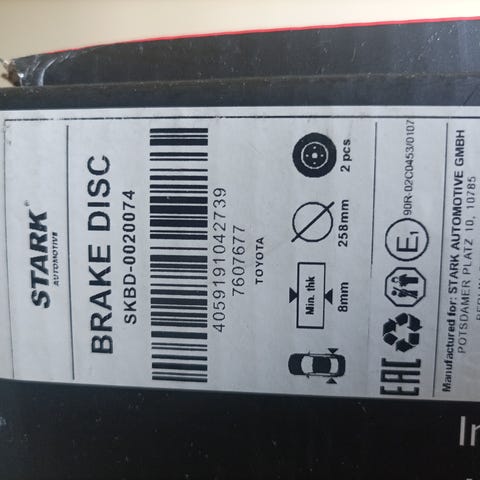 STARK
AUTOMOTIVE
BRAKE DISC
SKBD-0020074
4059191042739
7607677
TOYOTA
Min. thk
8mm
258mm
2 pcs
EAC
E1
90R-02C0453/0107
Manufactured for: STARK AUTOMOTIVE GMBH
POTSDAMER PLATZ 10, 10785